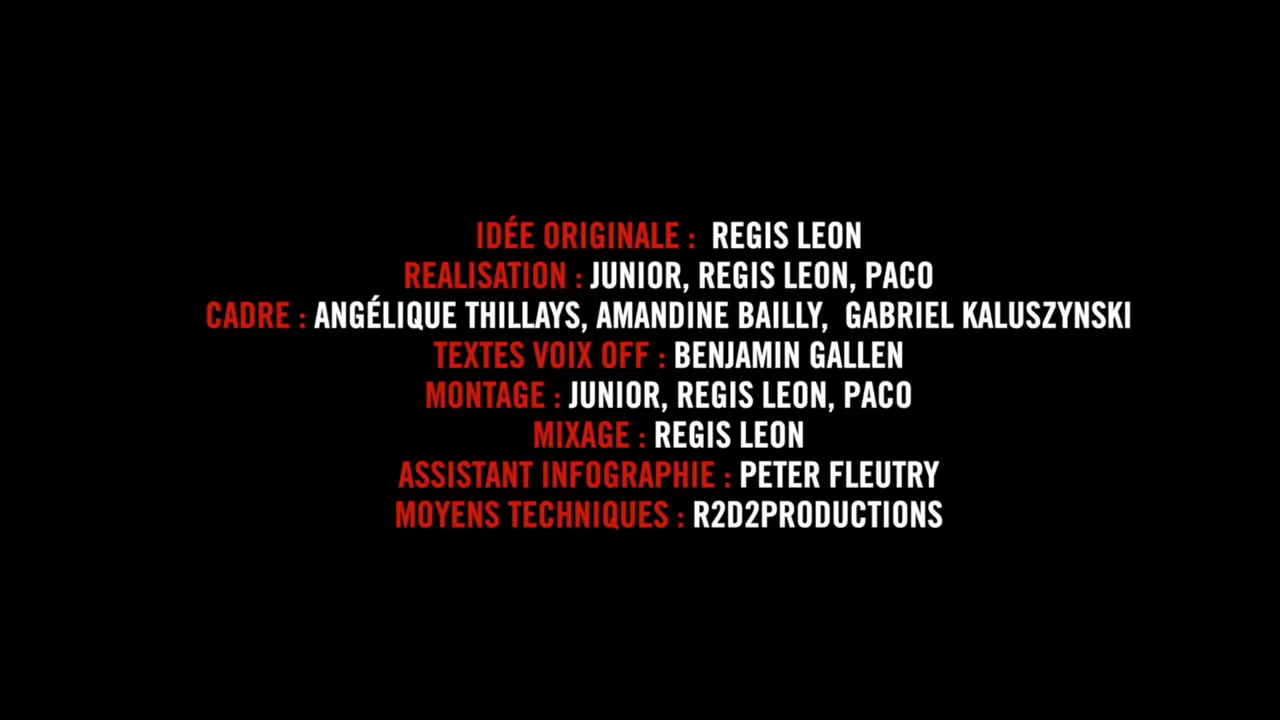 IDÉE ORIGINALE :  REGIS LEON
REALISATION : JUNIOR, REGIS LEON, PACO
CADRE : ANGÉLIQUE THILLAYS, AMANDINE BAILLY,  GABRIEL KALUSZYNSKI
TEXTES VOIX OFF : BENJAMIN GALLEN
MONTAGE : JUNIOR, REGIS LEON, PACO
MIXAGE : REGIS LEON
ASSISTANT INFOGRAPHIE : PETER FLEUTRY
MOYENS TECHNIQUES : R2D2PRODUCTIONS